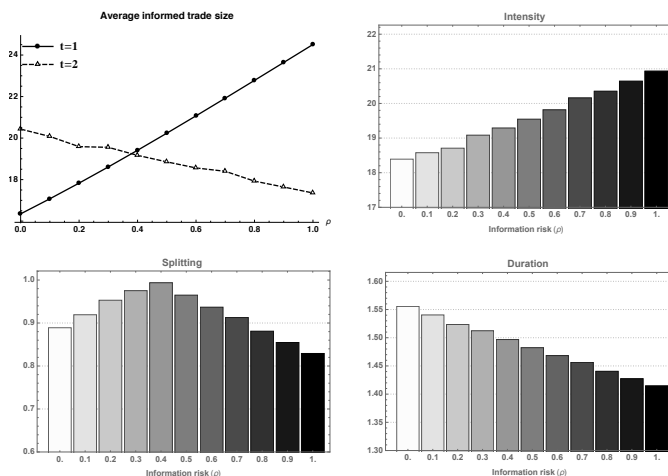 Average informed trade size
t=1
t=2
24
22
20
18
0.0 0.2 0.4 0.6 0.8 1.0
ρ
Intensity
22
21
20
19
18
17
0. 0.1 0.2 0.3 0.4 0.5 0.6 0.7 0.8 0.9 1.
Information risk (ρ)
Splitting
1.0
0.9
0.8
0.7
0.6
0. 0.1 0.2 0.3 0.4 0.5 0.6 0.7 0.8 0.9 1.
Information risk (ρ)
Duration
1.60
1.55
1.50
1.45
1.40
1.35
1.30
0. 0.1 0.2 0.3 0.4 0.5 0.6 0.7 0.8 0.9 1.
Information risk (ρ)